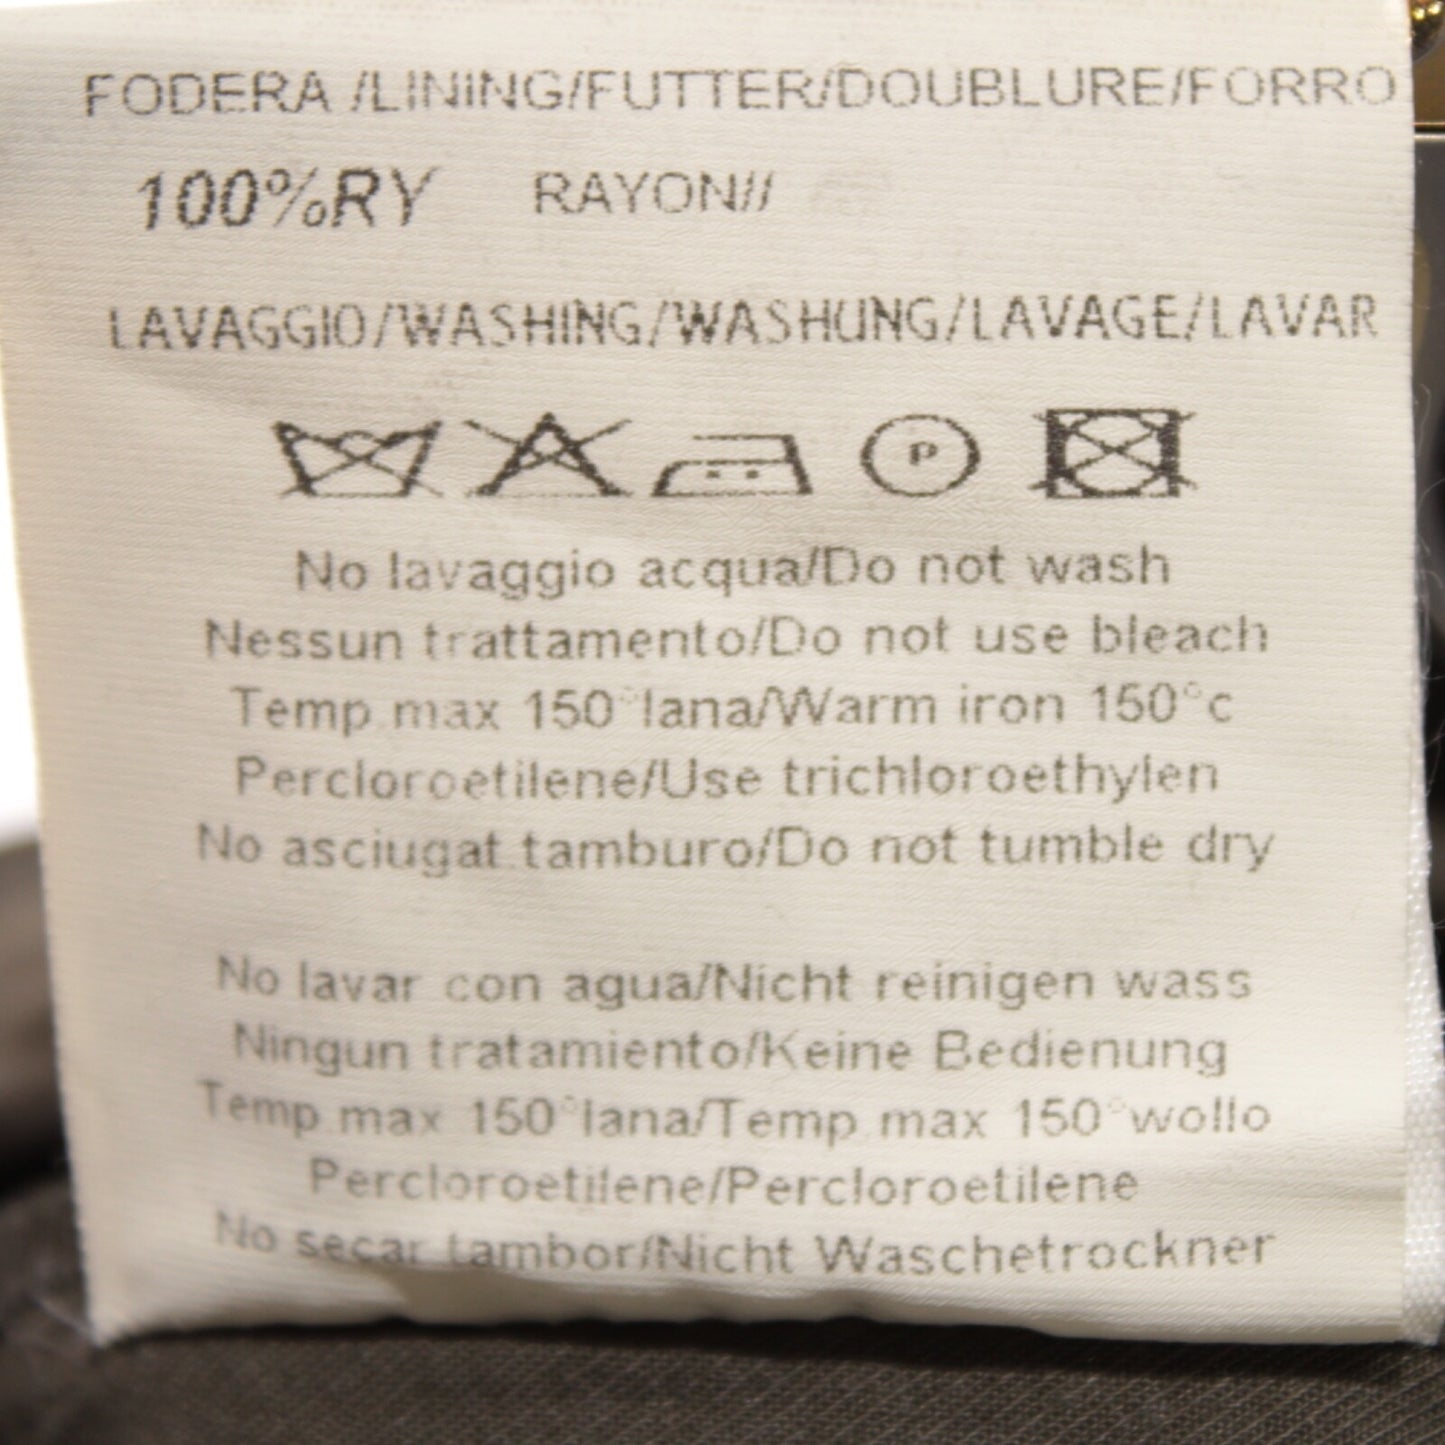 FODERA /LINING/FUTTER/DOUBLURE/FORRO
100%RY RAYON//
LAVAGGIO/WASHING/WASHUNG/LAVAGE/LAVAR
P
No lavaggio acqua/Do not wash
Nessun trattamento/Do not use bleach
Temp.max 150°lana/Warm iron 150°c
Percloroetilene/Use trichloroethylen
No asciugat.tamburo/Do not tumble dry
No lavar con agua/Nicht reinigen wass
Ningun tratamiento/Keine Bedienung
Temp.max 150°lana/Temp.max 150°wollo
Percloroetilene/Percloroetilene
No secar tambor/Nicht Waschetrockner